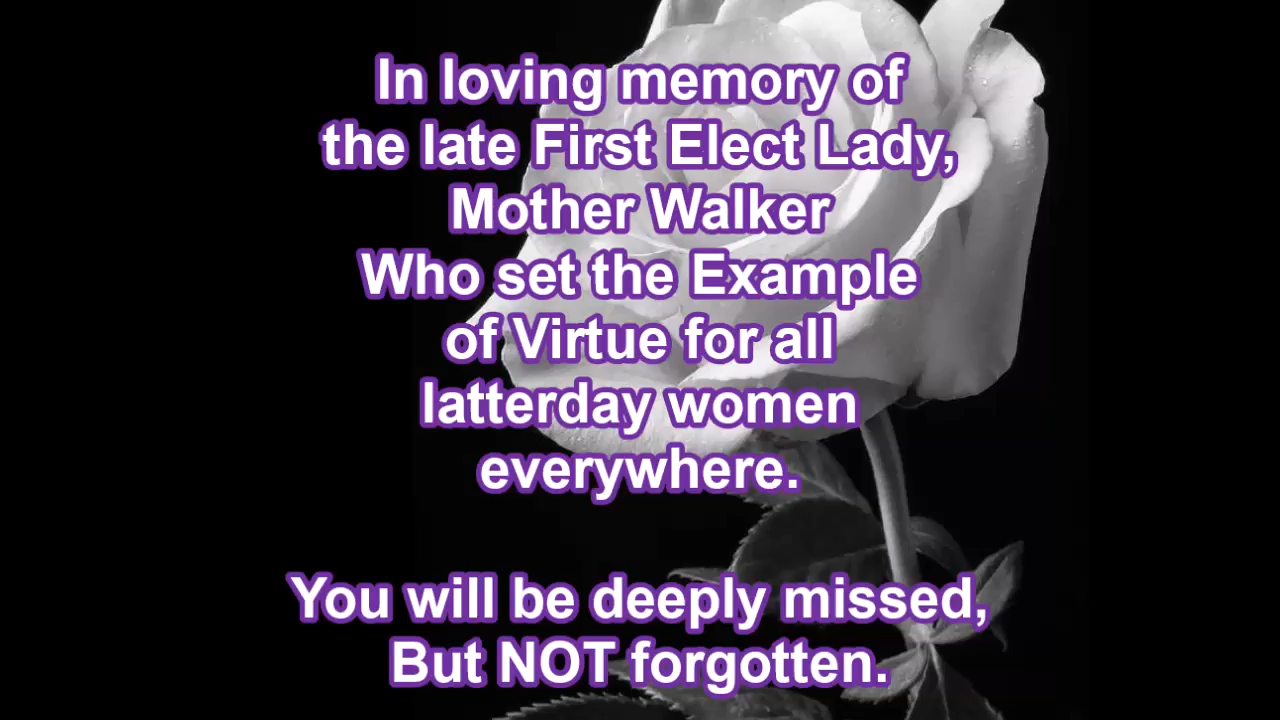 In loving memory of
the late First Elect Lady,
Mother Walker
Who set the Example
of Virtue for all
latterday women
everywhere.
You will be deeply missed,
But NOT forgotten.